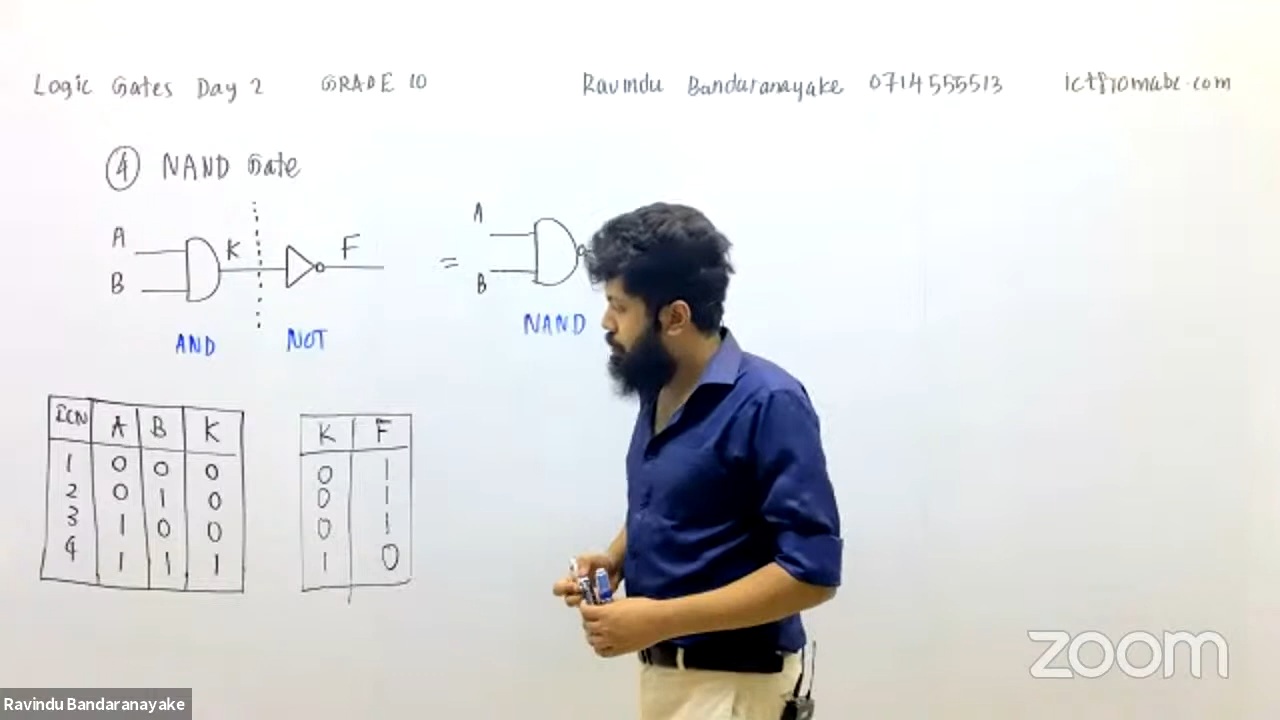 Logic Gates Day 2 GRADE 10 Ravindu Bandaranayake 0714555513 ictfromabc.com
4 NAND Gate
A K F = A
B B
AND NOT NAND
A B K
1 0 0 0
2 0 1 0
3 1 0 0
4 1 1 1
K F
0 1
0 1
0 1
1 0
zoom
Ravindu Bandaranayake